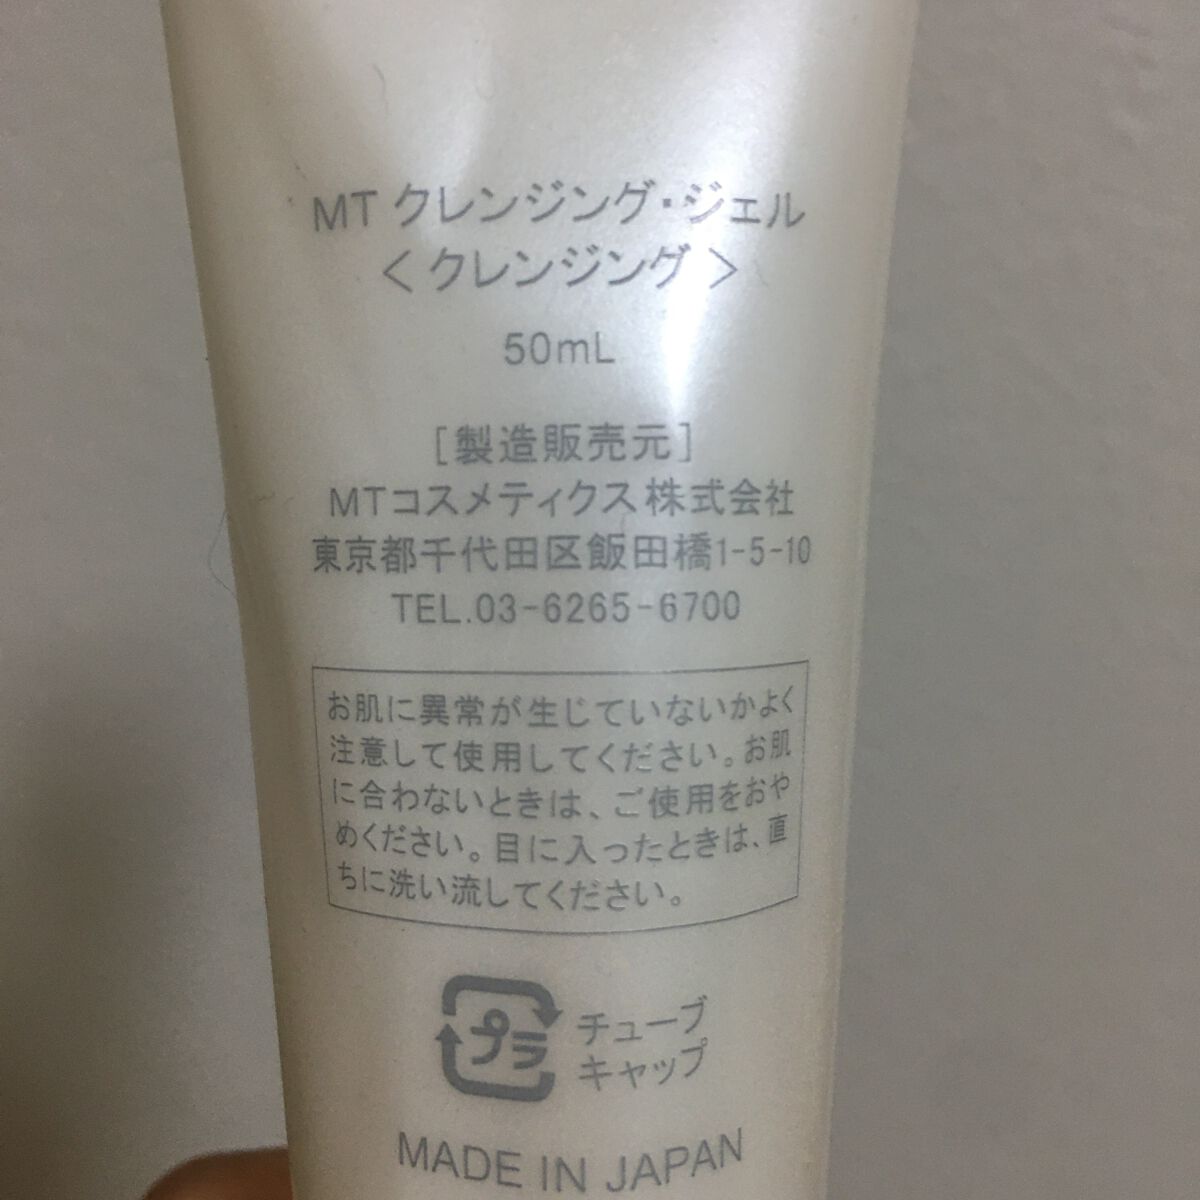 MT クレンジング・ジェル
〈 クレンジング 〉
50mL
［製造販売元］
MTコスメティクス株式会社
東京都千代田区飯田橋1-5-10
TEL.03-6265-6700
お肌に異常が生じていないかよく
注意して使用してください。お肌
に合わないときは、ご使用をおや
めください。目に入ったときは、直
ちに洗い流してください。
プラ
チューブ
キャップ
MADE IN JAPAN